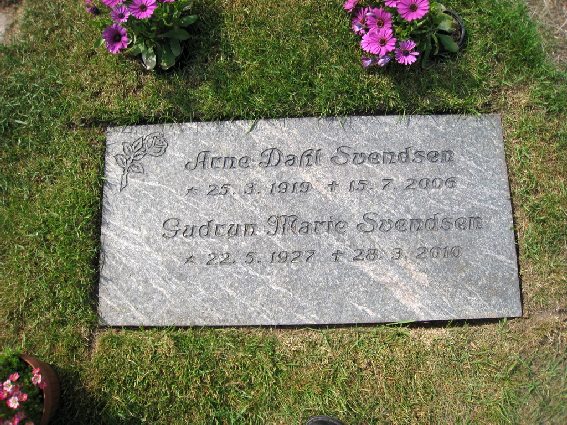 Arne Dahl Svendsen
* 25. 3. 1919 ✝ 15. 7. 2006
Gudrun Marie Svendsen
* 22. 5. 1927 ✝ 28. 3. 2010